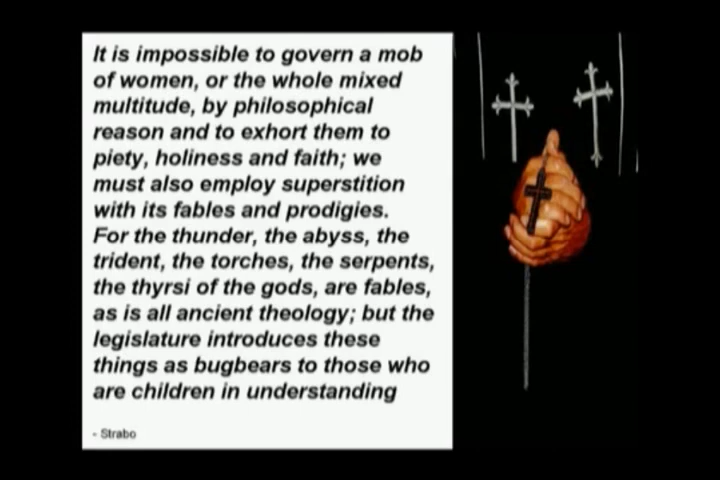 It is impossible to govern a mob
of women, or the whole mixed
multitude, by philosophical
reason and to exhort them to
piety, holiness and faith; we
must also employ superstition
with its fables and prodigies.
For the thunder, the abyss, the
trident, the torches, the serpents,
the thyrsi of the gods, are fables,
as is all ancient theology; but the
legislature introduces these
things as bugbears to those who
are children in understanding
- Strabo